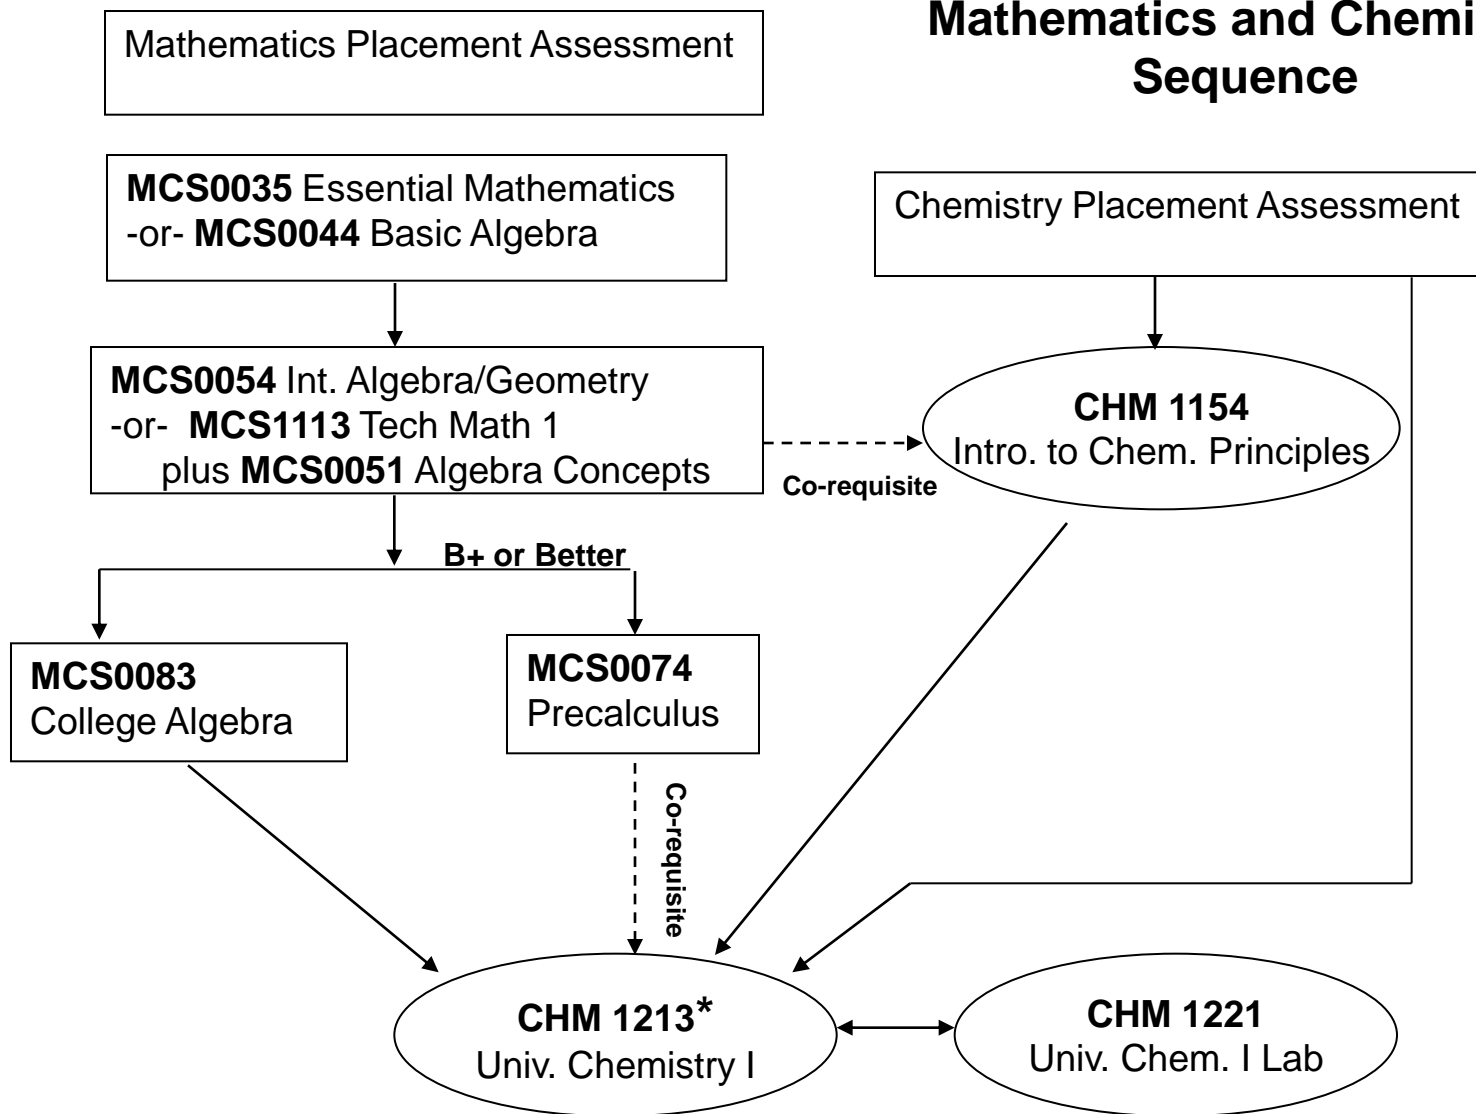 Mathematics and Chemi
Sequence
Mathematics Placement Assessment
MCS0035 Essential Mathematics
-or- MCS0044 Basic Algebra
Chemistry Placement Assessment
MCS0054 Int. Algebra/Geometry
-or- MCS1113 Tech Math 1
plus MCS0051 Algebra Concepts
Co-requisite
CHM 1154
Intro. to Chem. Principles
B+ or Better
MCS0083
College Algebra
MCS0074
Precalculus
Co-requisite
CHM 1213*
Univ. Chemistry I
CHM 1221
Univ. Chem. I Lab